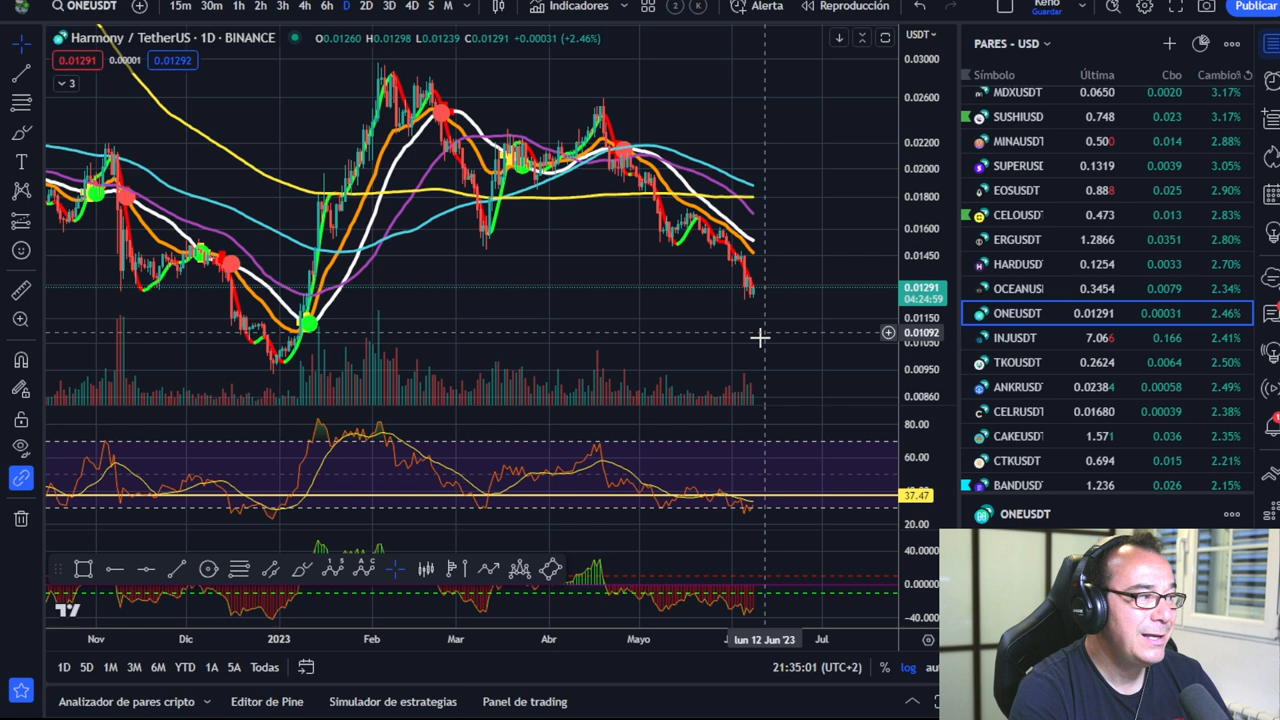 ONEUSDT
15m 30m 1h 2h 3h 4h 6h D 2D 3D 4D S M
Indicadores
Alerta
Reproducción
Keno
Guardar
Publicar
Harmony / TetherUS · 1D · BINANCE
O0.01260 H0.01298 L0.01239 C0.01291 +0.00031 (+2.46%)
0.01291 0.00001 0.01292
3
USDT
0.03000
0.02600
0.02200
0.02000
0.01800
0.01600
0.01450
0.01291
04:24:59
0.01150
0.01092
0.01050
0.00950
0.00860
80.00
60.00
37.47
20.00
40.0000
0.00000
-40.000
Nov Dic 2023 Feb Mar Abr Mayo lun 12 Jun '23 Jul
1D 5D 1M 3M 6M YTD 1A 5A Todas
21:35:01 (UTC+2) % log
Analizador de pares cripto Editor de Pine Simulador de estrategias Panel de trading
PARES - USD
Símbolo Última Cbo Cambio%
MDXUSDT 0.0650 0.0020 3.17%
SUSHIUSD 0.748 0.023 3.17%
MINAUSDT 0.500 0.014 2.88%
SUPERUSI 0.1319 0.0039 3.05%
EOSUSDT 0.888 0.025 2.90%
CELOUSDT 0.473 0.013 2.83%
ERGUSDT 1.2866 0.0351 2.80%
HARDUSDT 0.1254 0.0033 2.70%
OCEANUSI 0.3454 0.0079 2.34%
ONEUSDT 0.01291 0.00031 2.46%
INJUSDT 7.066 0.166 2.41%
TKOUSDT 0.2624 0.0064 2.50%
ANKRUSDT 0.02384 0.00058 2.49%
CELRUSDT 0.01680 0.00039 2.38%
CAKEUSDT 1.571 0.036 2.35%
CTKUSDT 0.694 0.015 2.21%
BANDUSDT 1.236 0.026 2.15%
ONEUSDT